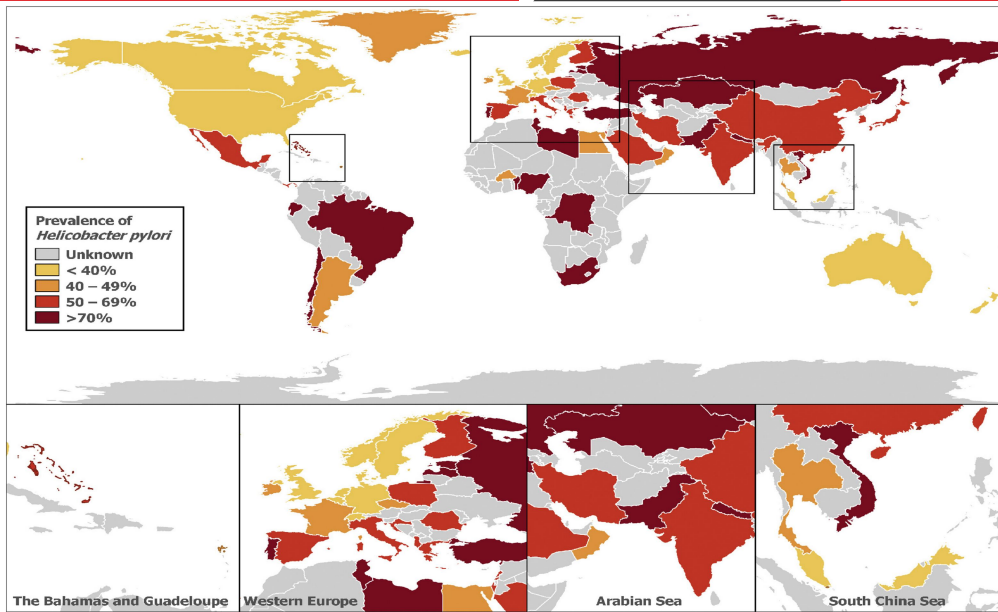 Prevalence of
Helicobacter pylori
Unknown
< 40%
40 – 49%
50 – 69%
>70%
The Bahamas and Guadeloupe
Western Europe
Arabian Sea
South China Sea